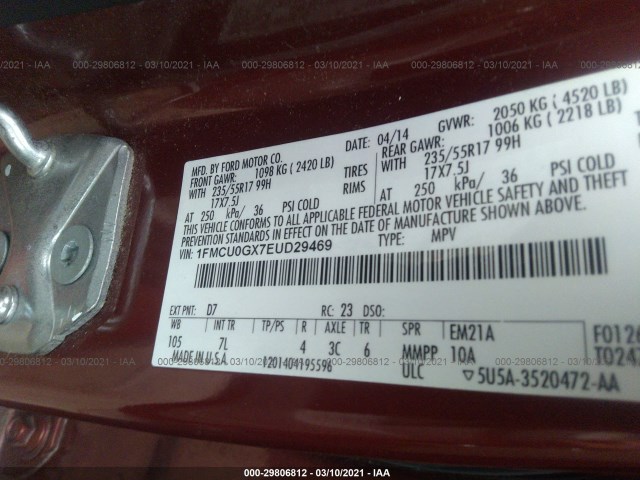 000-29806812 - 03/10/2021 - IAA
MFD. BY FORD MOTOR CO.
04/14
GVWR: 2050 KG ( 4520 LB)
FRONT GAWR: 1098 KG ( 2420 LB)
REAR GAWR: 1006 KG ( 2218 LB)
WITH 235/55R17 99H TIRES WITH 235/55R17 99H
17X7.5J RIMS 17X7.5J
AT 250 kPa/ 36 PSI COLD AT 250 kPa/ 36 PSI COLD
THIS VEHICLE CONFORMS TO ALL APPLICABLE FEDERAL MOTOR VEHICLE SAFETY AND THEFT
PREVENTION STANDARDS IN EFFECT ON THE DATE OF MANUFACTURE SHOWN ABOVE.
VIN: 1FMCU0GX7EUD29469
TYPE: MPV
EXT PNT: D7 RC: 23 DSO:
WB INT TR TP/PS R AXLE TR SPR EM21A
105 7L 4 3C 6 MMPP 10A
MADE IN U.S.A. 1201404195596 ULC 5U5A-3520472-AA
000-29806812 - 03/10/2021 - IAA